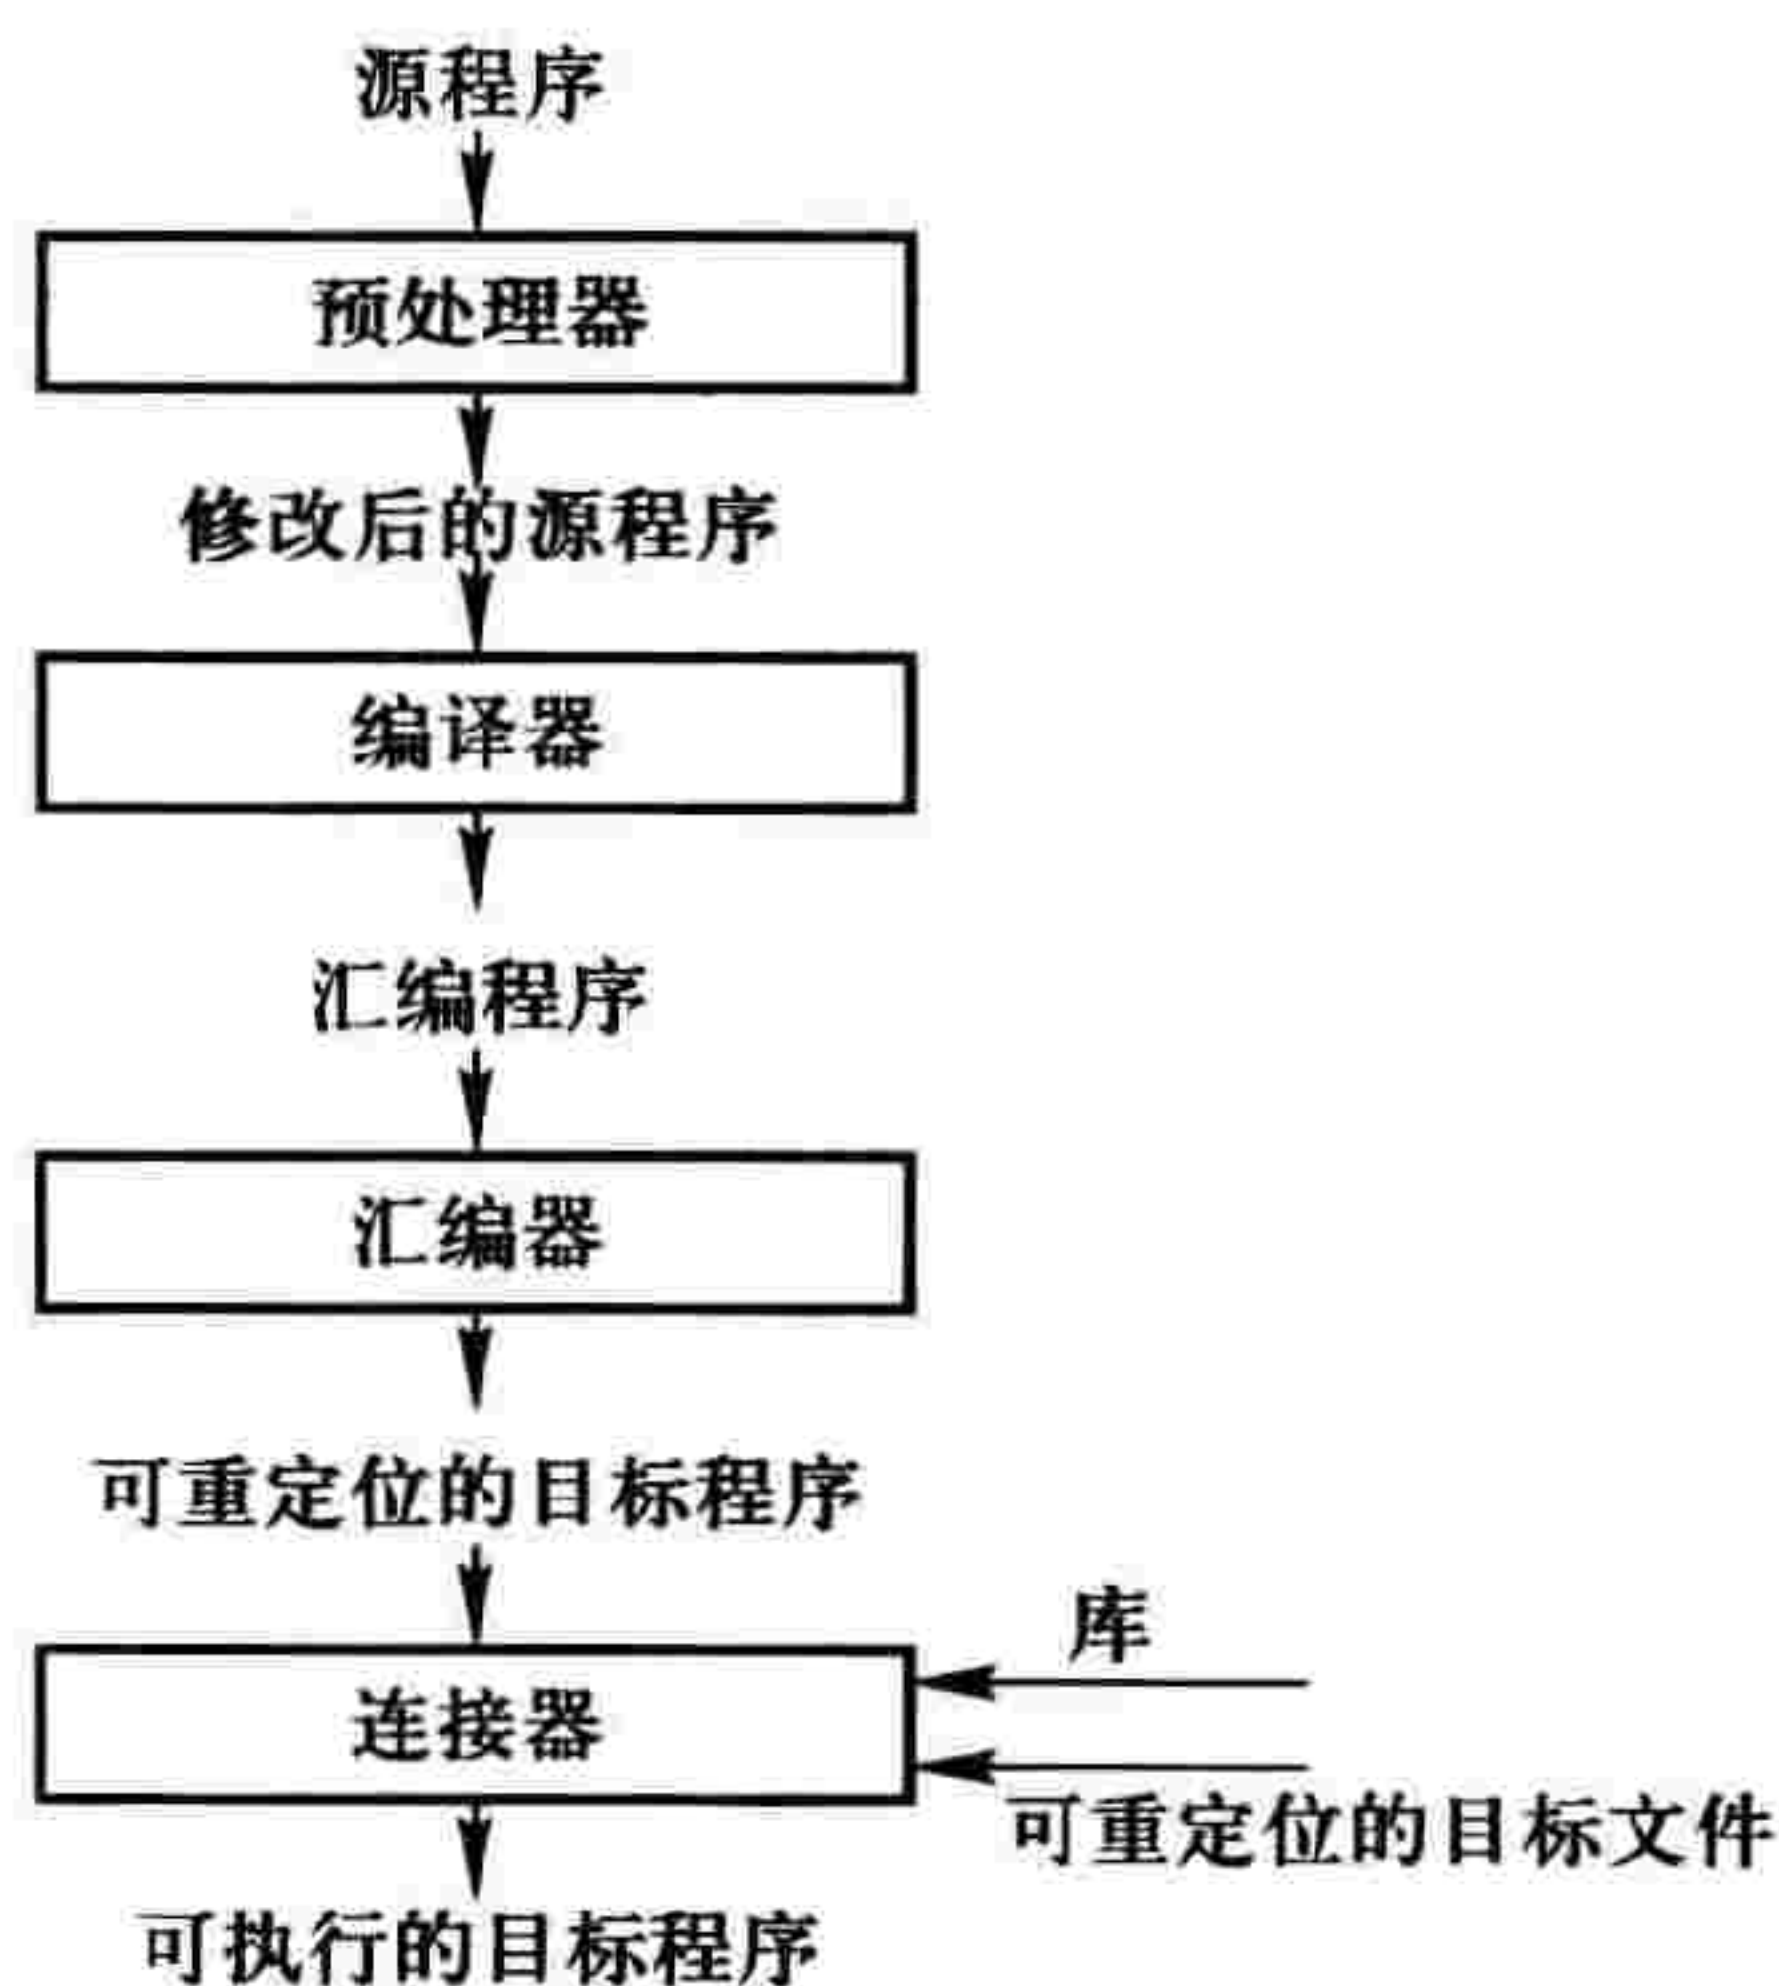 源程序
预处理器
修改后的源程序
编译器
汇编程序
汇编器
可重定位的目标程序
库
连接器
可重定位的目标文件
可执行的目标程序